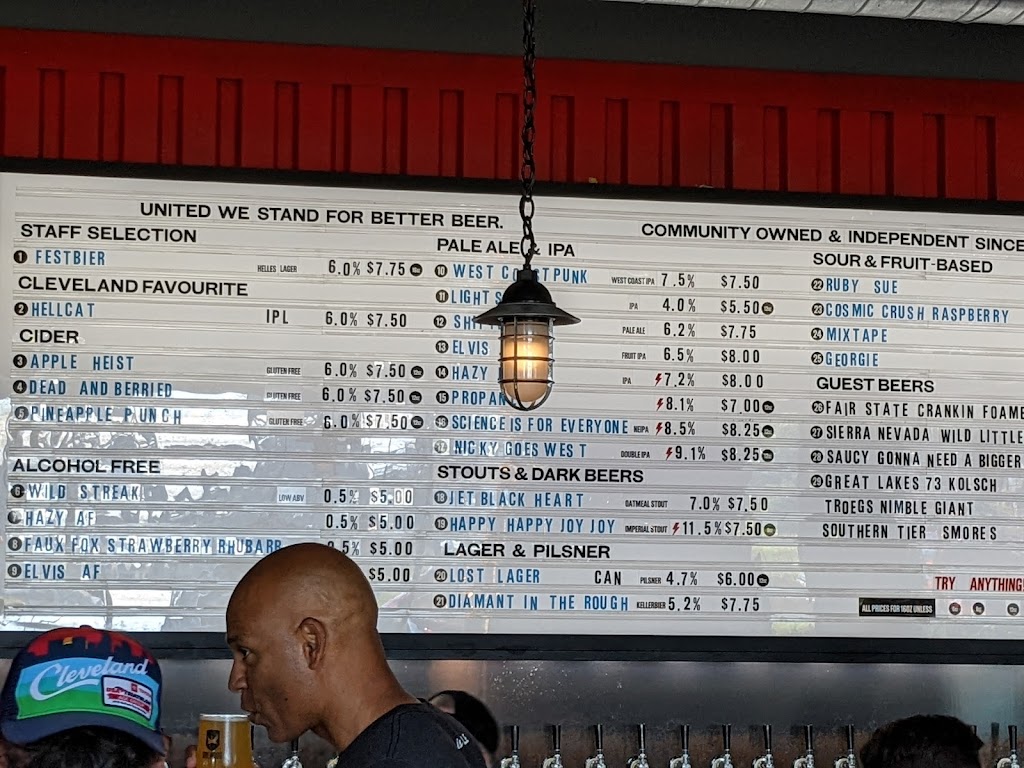 UNITED WE STAND FOR BETTER BEER.
STAFF SELECTION
1 FESTBIER HELLES LAGER 6.0% $7.75
CLEVELAND FAVOURITE
2 HELLCAT IPL 6.0% $7.50
CIDER
3 APPLE HEIST GLUTEN FREE 6.0% $7.50
4 DEAD AND BERRIED GLUTEN FREE 6.0% $7.50
5 PINEAPPLE PUNCH GLUTEN FREE 6.0% $7.50
ALCOHOL FREE
6 WILD STREAK LOW ABV 0.5% $5.00
7 HAZY AF 0.5% $5.00
8 FAUX FOX STRAWBERRY RHUBARB 0.5% $5.00
9 ELVIS AF $5.00
PALE ALE & IPA
10 WEST COAST PUNK WEST COAST IPA 7.5% $7.50
11 LIGHT S IPA 4.0% $5.50
12 PALE ALE 6.2% $7.75
13 ELVIS FRUIT IPA 6.5% $8.00
14 HAZY IPA 7.2% $8.00
15 PROPAN 8.1% $7.00
16 SCIENCE IS FOR EVERYONE NEIPA 8.5% $8.25
17 NICKY GOES WEST DOUBLE IPA 9.1% $8.25
STOUTS & DARK BEERS
18 JET BLACK HEART OATMEAL STOUT 7.0% $7.50
19 HAPPY HAPPY JOY JOY IMPERIAL STOUT 11.5% $7.50
LAGER & PILSNER
20 LOST LAGER CAN PILSNER 4.7% $6.00
21 DIAMANT IN THE ROUGH KELLERBIER 5.2% $7.75
COMMUNITY OWNED & INDEPENDENT SINCE
SOUR & FRUIT-BASED
22 RUBY SUE
23 COSMIC CRUSH RASPBERRY
24 MIXTAPE
25 GEORGIE
GUEST BEERS
26 FAIR STATE CRANKIN FOAME
27 SIERRA NEVADA WILD LITTLE
28 SAUCY GONNA NEED A BIGGER
29 GREAT LAKES 73 KOLSCH
TROEGS NIMBLE GIANT
SOUTHERN TIER SMORES
TRY ANYTHING
ALL PRICES FOR 16OZ UNLESS
Cleveland